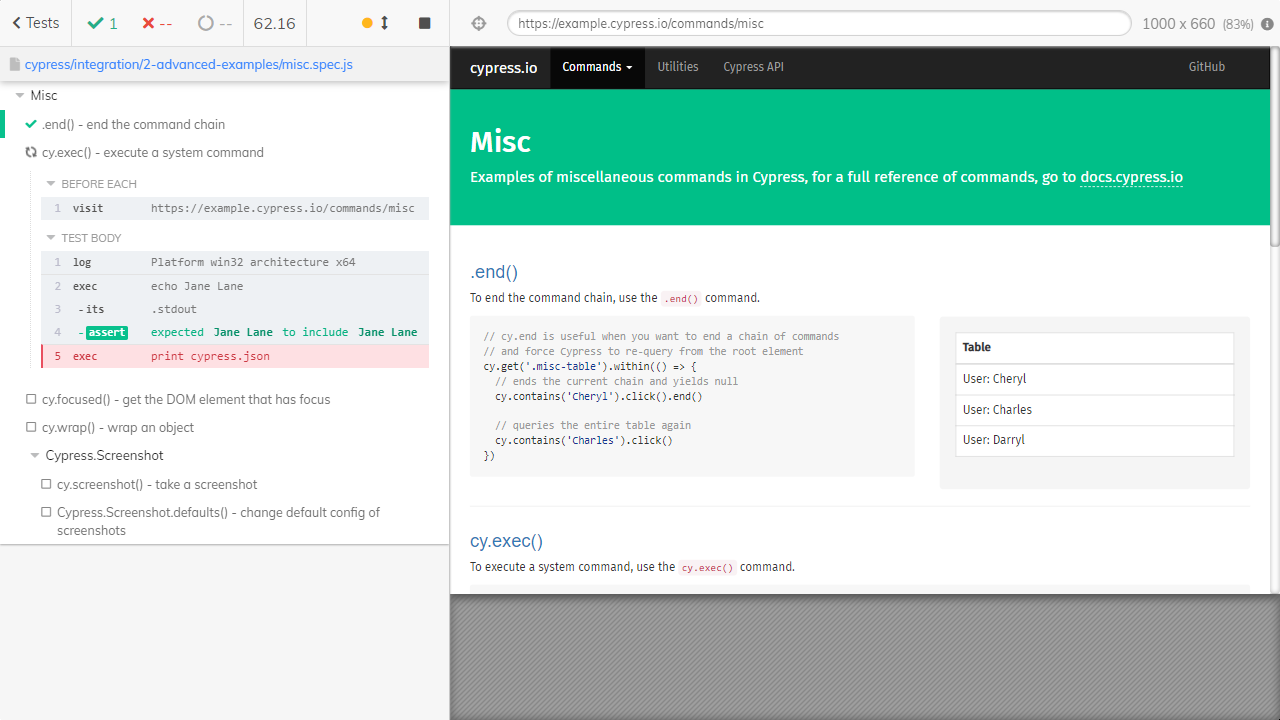 Tests
1
--
--
62.16
https://example.cypress.io/commands/misc
1000 x 660 (83%)
cypress/integration/2-advanced-examples/misc.spec.js
Misc
.end() - end the command chain
cy.exec() - execute a system command
BEFORE EACH
1 visit https://example.cypress.io/commands/misc
TEST BODY
1 log Platform win32 architecture x64
2 exec echo Jane Lane
3 -its .stdout
4 -assert expected Jane Lane to include Jane Lane
5 exec print cypress.json
cy.focused() - get the DOM element that has focus
cy.wrap() - wrap an object
Cypress.Screenshot
cy.screenshot() - take a screenshot
Cypress.Screenshot.defaults() - change default config of
screenshots
cypress.io Commands Utilities Cypress API GitHub
Misc
Examples of miscellaneous commands in Cypress, for a full reference of commands, go to docs.cypress.io
.end()
To end the command chain, use the .end() command.
// cy.end is useful when you want to end a chain of commands
// and force Cypress to re-query from the root element
cy.get('.misc-table').within(() => {
// ends the current chain and yields null
cy.contains('Cheryl').click().end()
// queries the entire table again
cy.contains('Charles').click()
})
Table
User: Cheryl
User: Charles
User: Darryl
cy.exec()
To execute a system command, use the cy.exec() command.